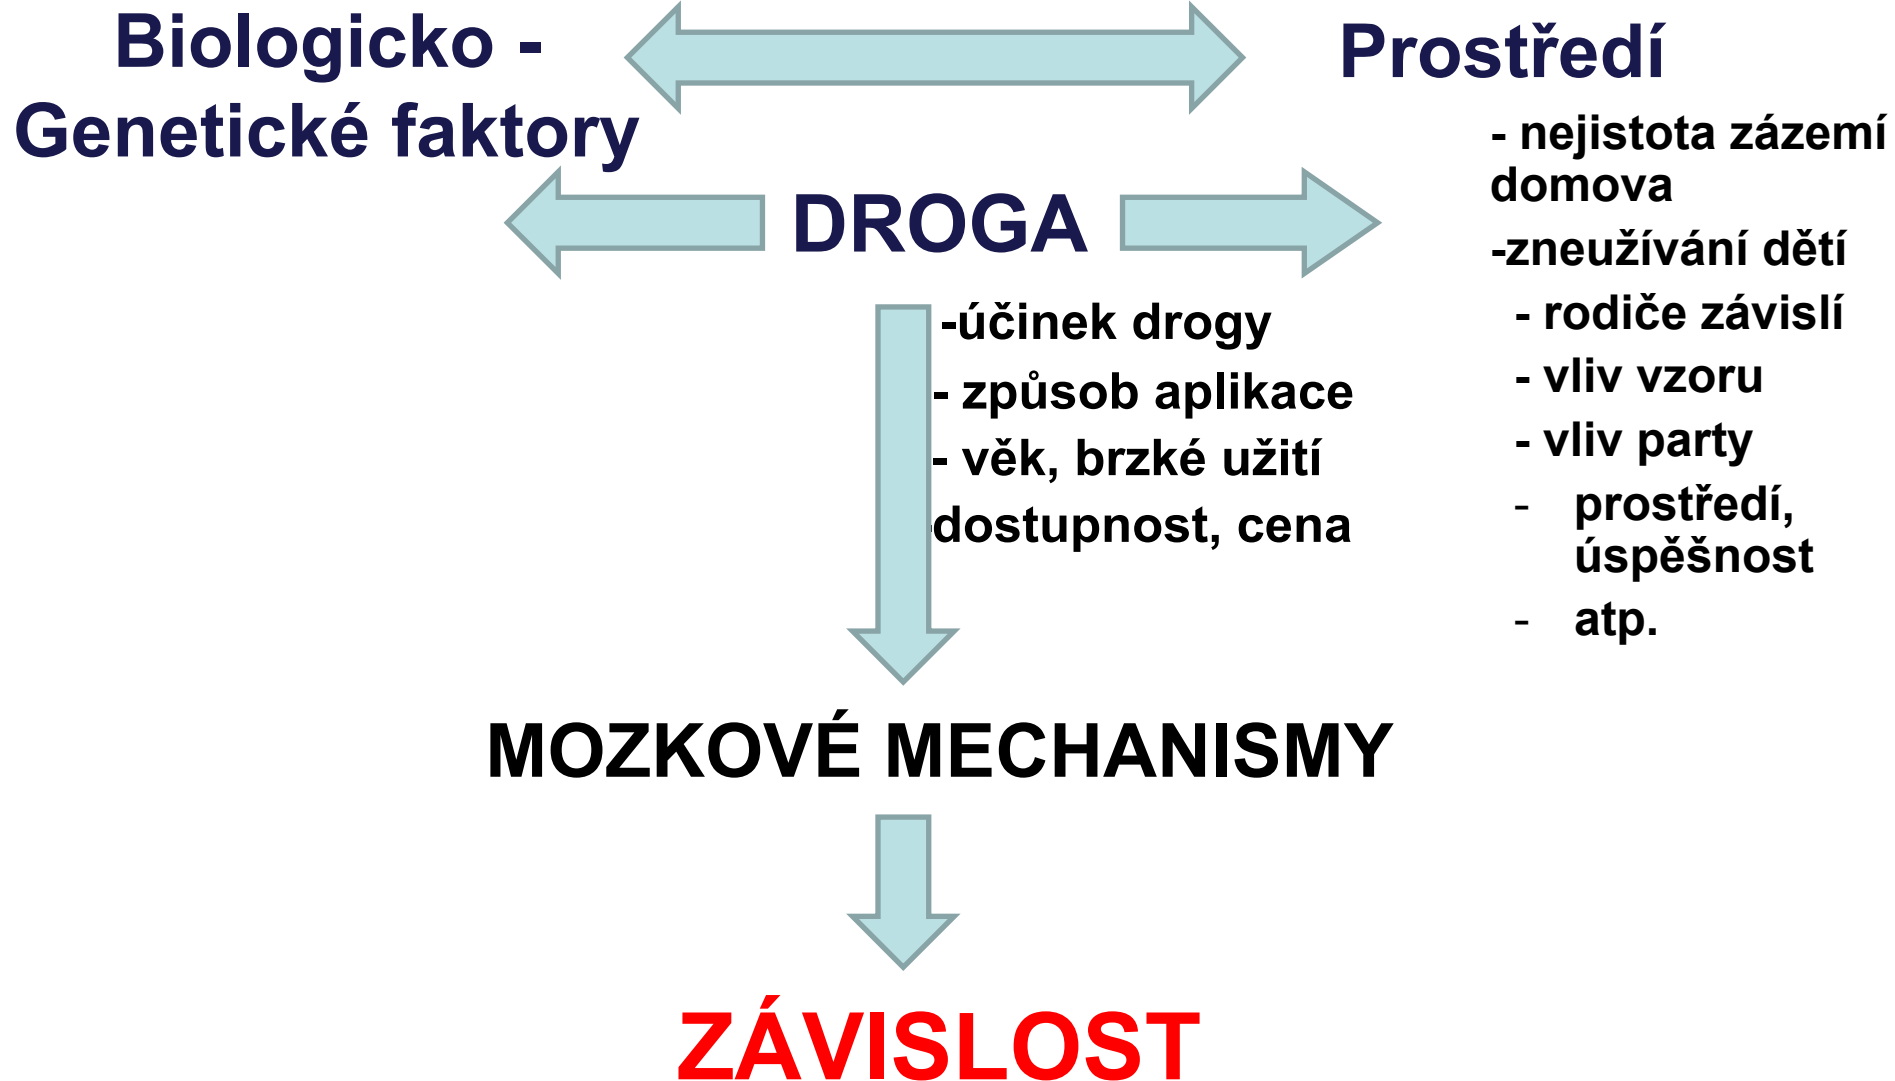 Biologicko -
Genetické faktory
Prostředí
- nejistota zázemí
domova
-zneužívání dětí
- rodiče závislí
- vliv vzoru
- vliv party
- prostředí,
úspěšnost
- atp.
DROGA
-účinek drogy
- způsob aplikace
- věk, brzké užití
-dostupnost, cena
MOZKOVÉ MECHANISMY
ZÁVISLOST